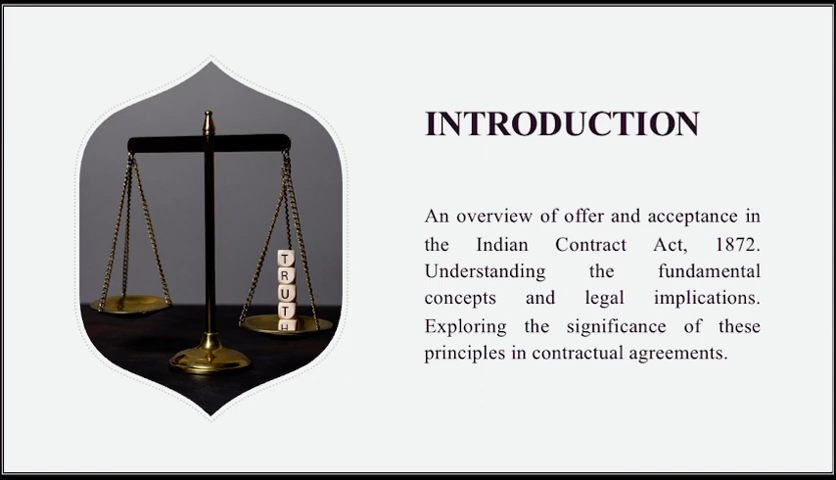 INTRODUCTION
An overview of offer and acceptance in
the Indian Contract Act, 1872.
Understanding the fundamental
concepts and legal implications.
Exploring the significance of these
principles in contractual agreements.
T
R
U
T
H